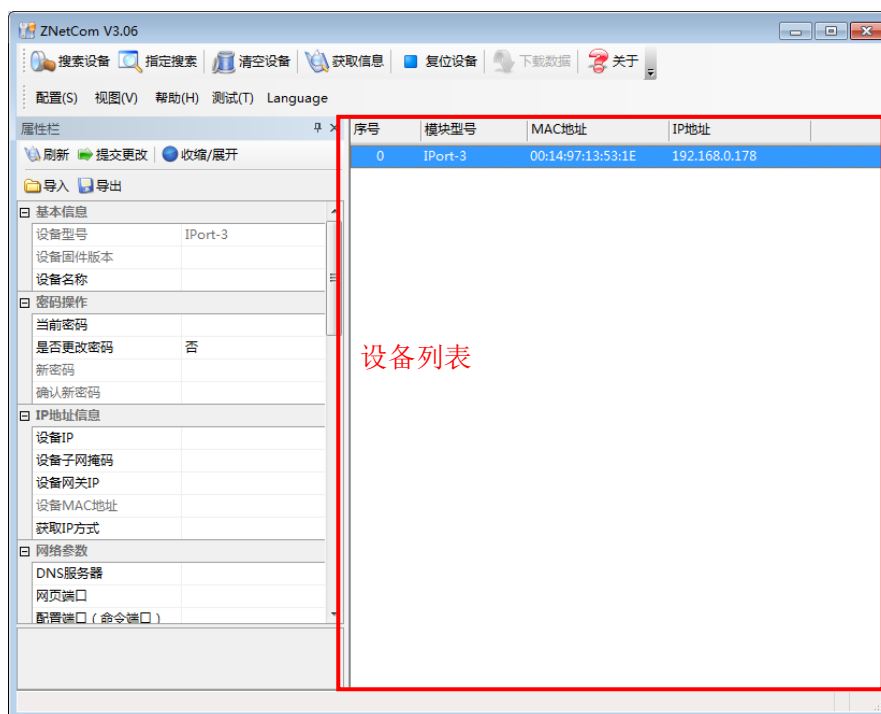 ZNetCom V3.06
搜索设备 指定搜索 清空设备 获取信息 复位设备 下载数据 关于
配置(S) 视图(V) 帮助(H) 测试(T) Language
属性栏
刷新 提交更改 收缩/展开
导入 导出
基本信息
设备型号 IPort-3
设备固件版本
设备名称
密码操作
当前密码
是否更改密码 否
新密码
确认新密码
IP地址信息
设备IP
设备子网掩码
设备网关IP
设备MAC地址
获取IP方式
网络参数
DNS服务器
网页端口
配置端口(命令端口)
序号 模块型号 MAC地址 IP地址
0 IPort-3 00:14:97:13:53:1E 192.168.0.178
设备列表